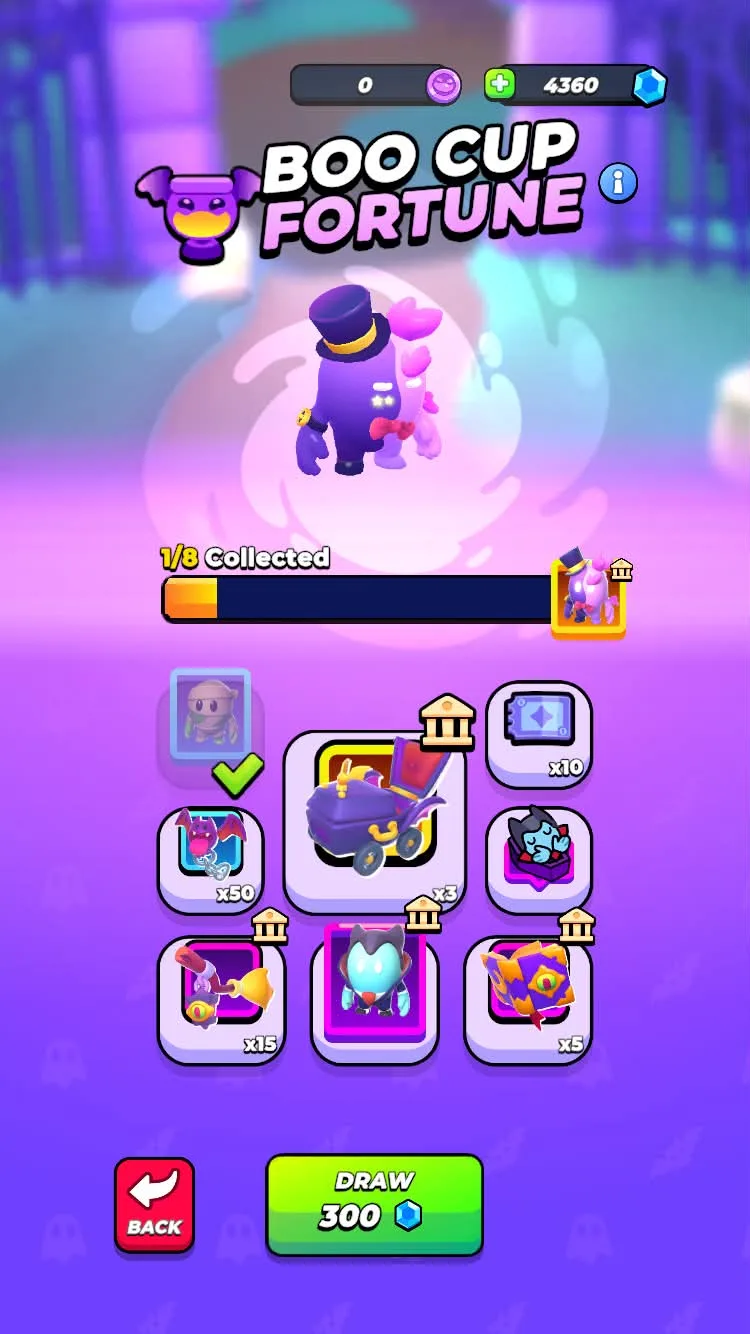 0
4360
BOO CUP
FORTUNE
i
1/8 Collected
x10
x50
x3
x15
x5
BACK
DRAW
300